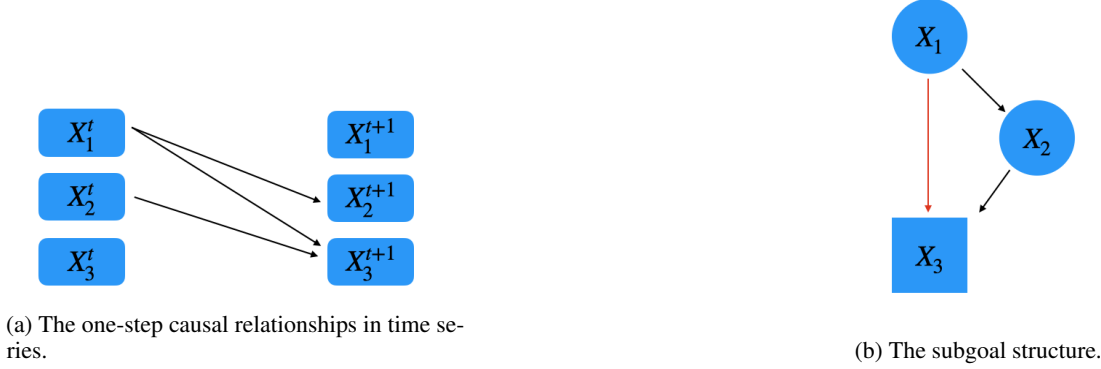 X_1
X_1^t
X_1^{t+1}
X_2
X_2^t
X_2^{t+1}
X_3^t
X_3^{t+1}
X_3
(a) The one-step causal relationships in time se-
ries.
(b) The subgoal structure.